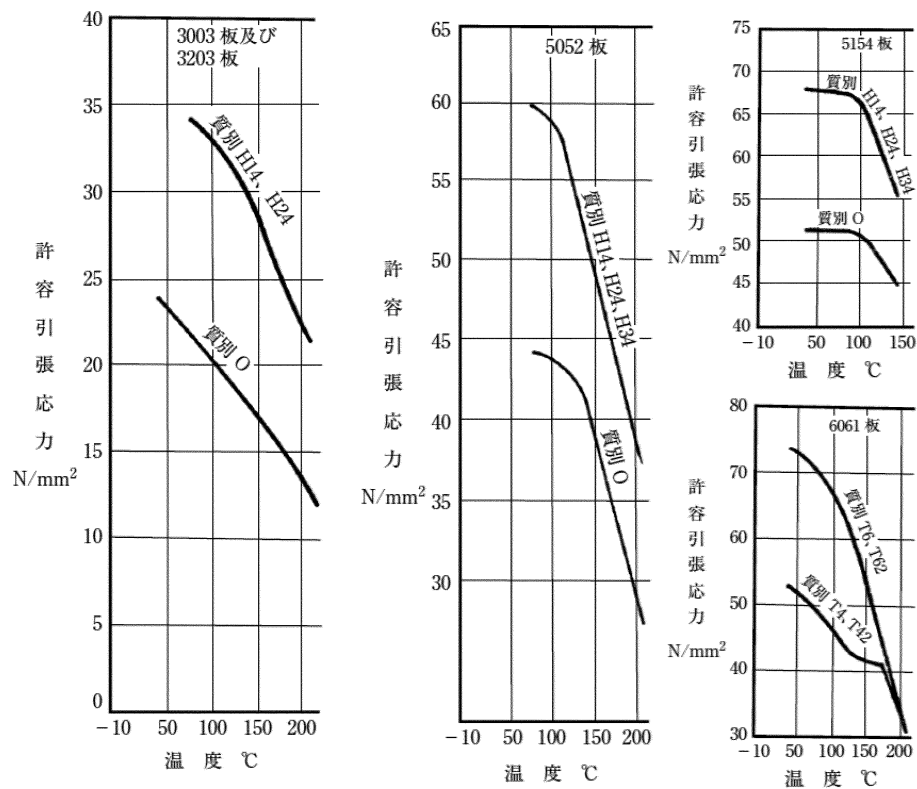 3003 板及び
3203 板
40
35
30
25
20
15
10
5
0
-10 50 100 150 200
温 度 ℃
許容引張応力
N/mm²
質別 H14、H24
質別 O
5052 板
65
60
55
50
45
40
35
30
-10 50 100 150 200
温 度 ℃
許容引張応力
N/mm²
質別 H14、H24、H34
質別 O
5154 板
75
70
65
60
55
50
45
40
-10 50 100 150
温 度 ℃
許容引張応力
N/mm²
質別 H14、H24、H34
質別 O
6061 板
80
70
60
50
40
30
-10 50 100 150 200
温 度 ℃
許容引張応力
N/mm²
質別 T6、T62
質別 T4、T42